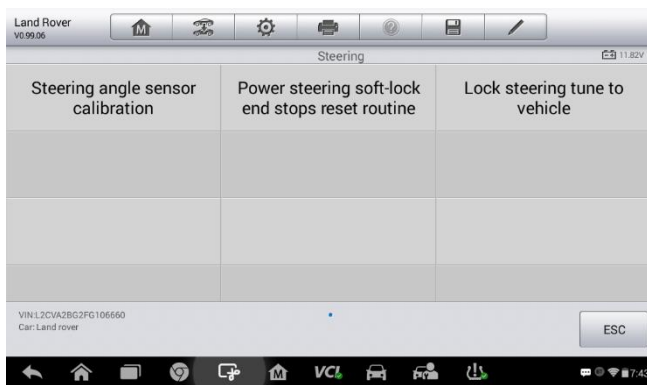 Land Rover
V0.99.06
M
?
Steering
11.82V
Steering angle sensor
calibration
Power steering soft-lock
end stops reset routine
Lock steering tune to
vehicle
VIN:L2CVA2BG2FG106660
Car: Land rover
ESC
M
VCI
7:43